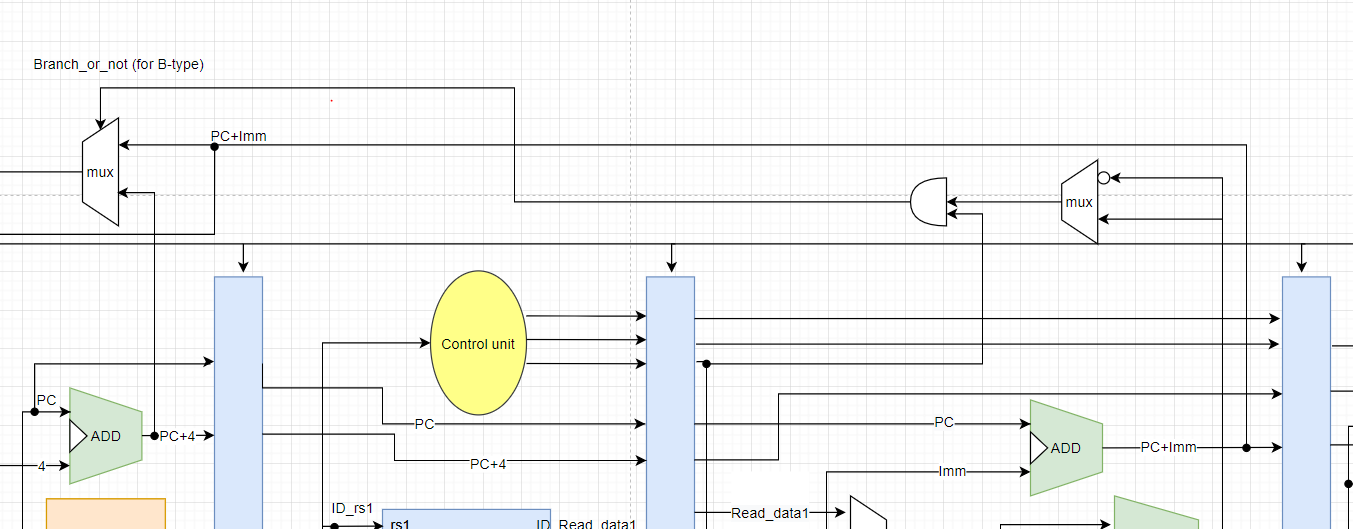 Branch_or_not (for B-type)
PC+Imm
mux
mux
Control unit
PC
ADD
PC+4
4
PC
PC+4
PC
ADD
PC+Imm
Imm
ID_rs1
rs1
ID_Read_data1
Read_data1